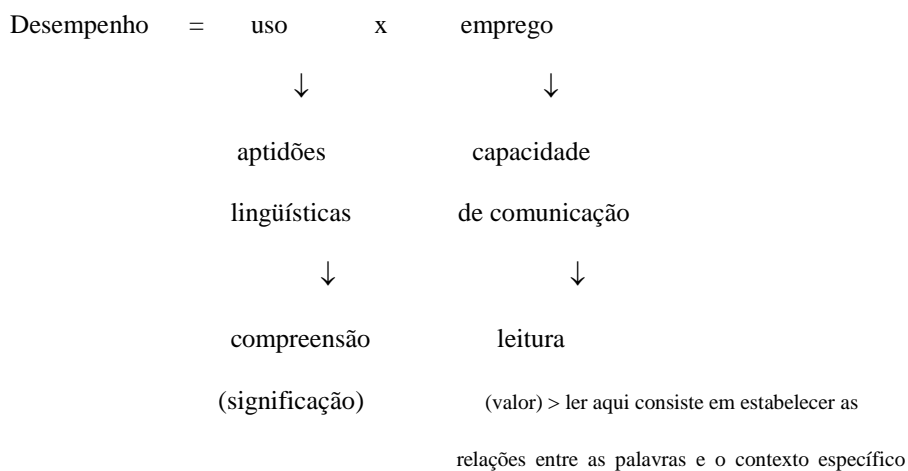 Desempenho = uso x emprego
↓ ↓
aptidões capacidade
lingüísticas de comunicação
↓ ↓
compreensão leitura
(significação) (valor) > ler aqui consiste em estabelecer as
relações entre as palavras e o contexto específico